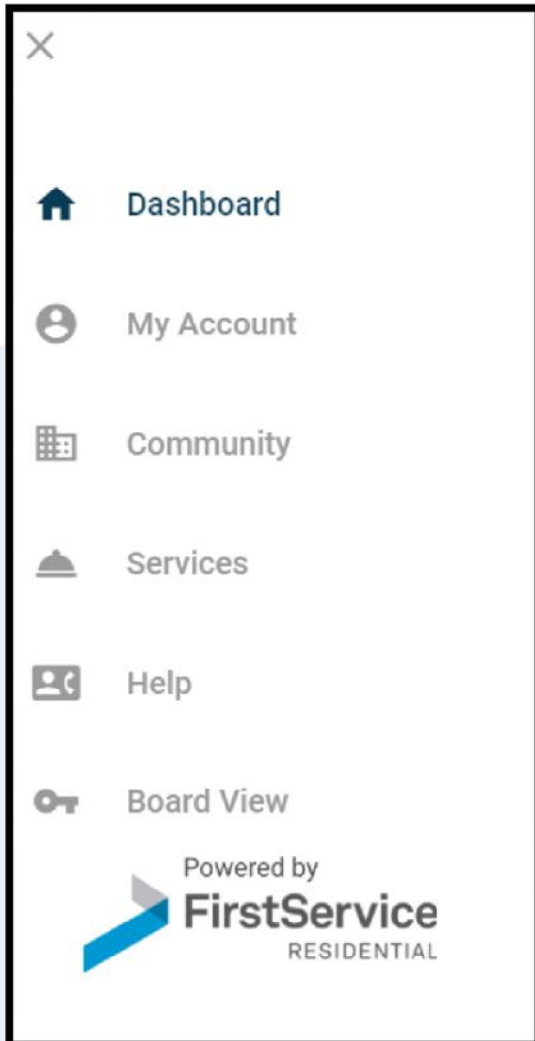 Dashboard
My Account
Community
Services
Help
Board View
Powered by
FirstService
RESIDENTIAL